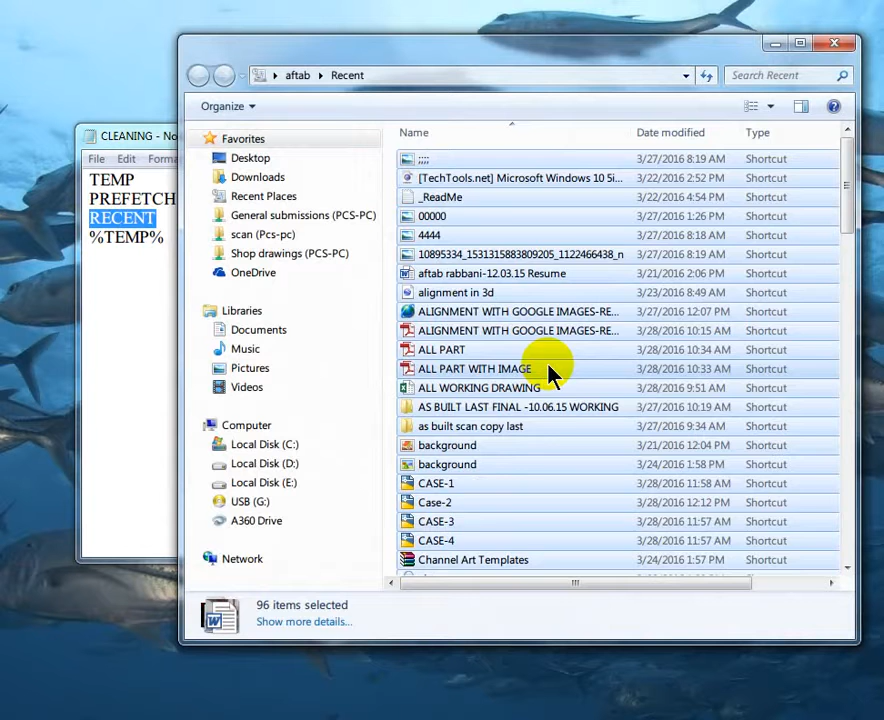 CLEANING - No
File Edit Forma
TEMP
PREFETCH
RECENT
%TEMP%
aftab Recent
Search Recent
Organize
Favorites
Desktop
Downloads
Recent Places
General submissions (PCS-PC)
scan (Pcs-pc)
Shop drawings (PCS-PC)
OneDrive
Libraries
Documents
Music
Pictures
Videos
Computer
Local Disk (C:)
Local Disk (D:)
Local Disk (E:)
USB (G:)
A360 Drive
Network
Name Date modified Type
;;;; 3/27/2016 8:19 AM Shortcut
[TechTools.net] Microsoft Windows 10 5i... 3/22/2016 2:52 PM Shortcut
_ReadMe 3/22/2016 4:54 PM Shortcut
00000 3/27/2016 1:26 PM Shortcut
4444 3/27/2016 8:18 AM Shortcut
10895334_1531315883809205_1122466438_n 3/27/2016 8:19 AM Shortcut
aftab rabbani-12.03.15 Resume 3/21/2016 2:06 PM Shortcut
alignment in 3d 3/23/2016 8:49 AM Shortcut
ALIGNMENT WITH GOOGLE IMAGES-RE... 3/27/2016 12:07 PM Shortcut
ALIGNMENT WITH GOOGLE IMAGES-RE... 3/28/2016 10:15 AM Shortcut
ALL PART 3/28/2016 10:34 AM Shortcut
ALL PART WITH IMAGE 3/28/2016 10:33 AM Shortcut
ALL WORKING DRAWING 3/28/2016 9:51 AM Shortcut
AS BUILT LAST FINAL -10.06.15 WORKING 3/27/2016 10:19 AM Shortcut
as built scan copy last 3/27/2016 9:34 AM Shortcut
background 3/21/2016 12:04 PM Shortcut
background 3/24/2016 1:58 PM Shortcut
CASE-1 3/28/2016 11:58 AM Shortcut
Case-2 3/28/2016 12:12 PM Shortcut
CASE-3 3/28/2016 11:57 AM Shortcut
CASE-4 3/28/2016 11:57 AM Shortcut
Channel Art Templates 3/24/2016 1:57 PM Shortcut
96 items selected
Show more details...